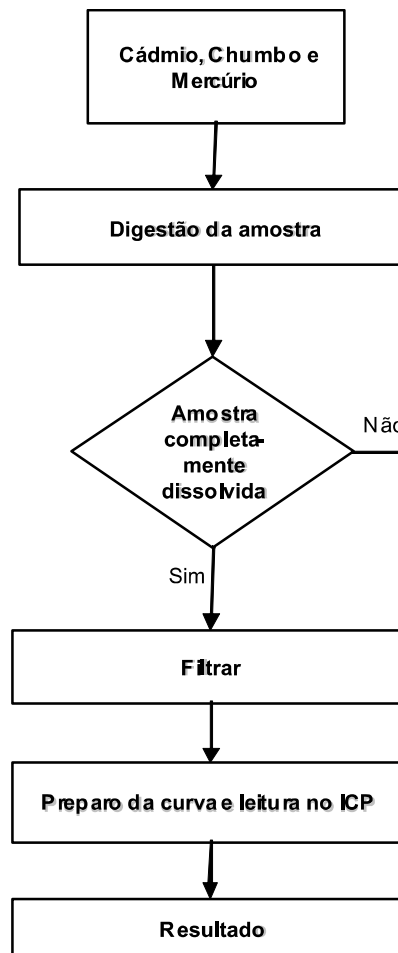 Cádmio, Chumbo e
Mercúrio
Digestão da amostra
Amostra
completa-
mente
dissolvida
Não
Sim
Filtrar
Preparo da curva e leitura no ICP
Resultado